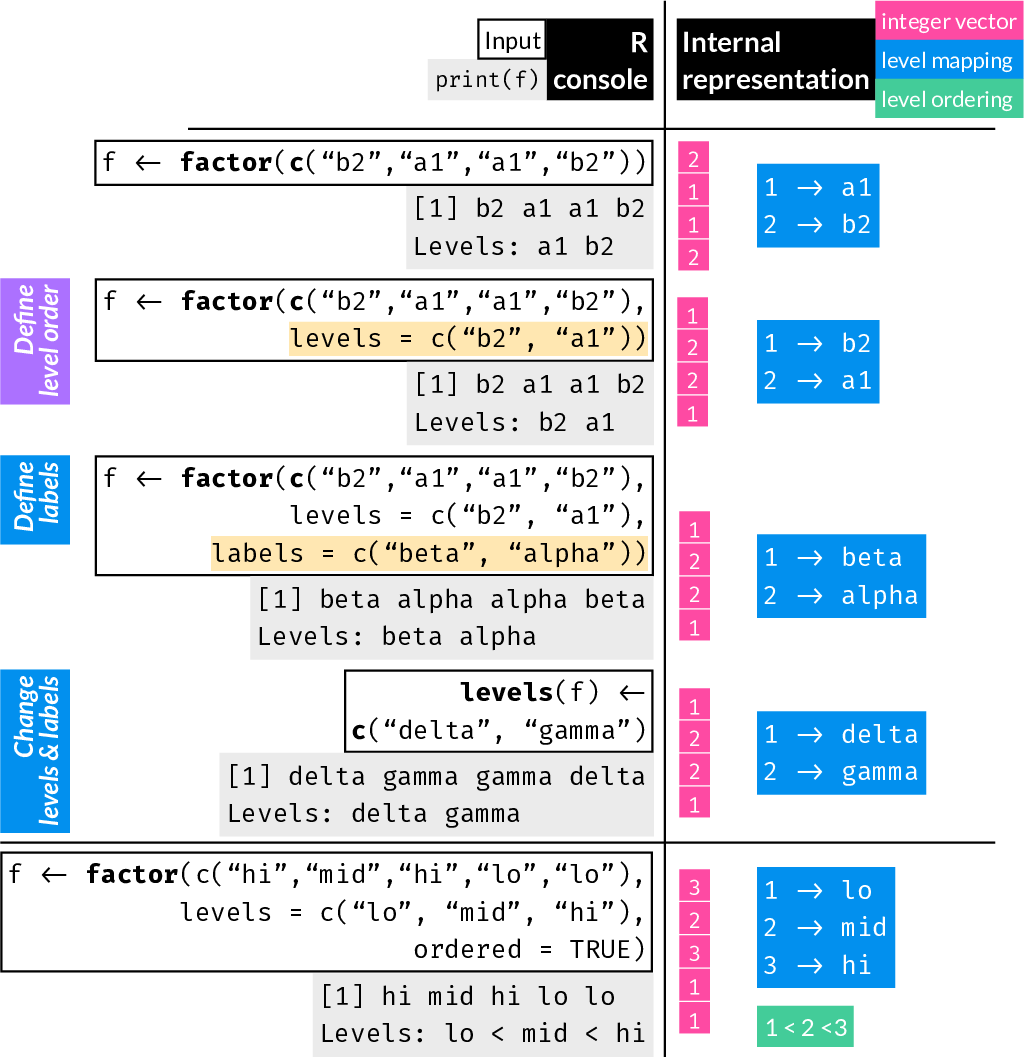 Input
print(f)
R
console
Internal
representation
integer vector
level mapping
level ordering
f ← factor(c(“b2”,“a1”,“a1”,“b2”))
[1] b2 a1 a1 b2
Levels: a1 b2
2
1
1
2
1 → a1
2 → b2
Define
level order
f ← factor(c(“b2”,“a1”,“a1”,“b2”),
levels = c(“b2”, “a1”))
[1] b2 a1 a1 b2
Levels: b2 a1
1
2
2
1
1 → b2
2 → a1
Define
labels
f ← factor(c(“b2”,“a1”,“a1”,“b2”),
levels = c(“b2”, “a1”),
labels = c(“beta”, “alpha”))
[1] beta alpha alpha beta
Levels: beta alpha
1
2
2
1
1 → beta
2 → alpha
Change
levels & labels
levels(f) ←
c(“delta”, “gamma”)
[1] delta gamma gamma delta
Levels: delta gamma
1
2
2
1
1 → delta
2 → gamma
f ← factor(c(“hi”,“mid”,“hi”,“lo”,“lo”),
levels = c(“lo”, “mid”, “hi”),
ordered = TRUE)
[1] hi mid hi lo lo
Levels: lo < mid < hi
3
2
3
1
1
1 → lo
2 → mid
3 → hi
1 < 2 <3